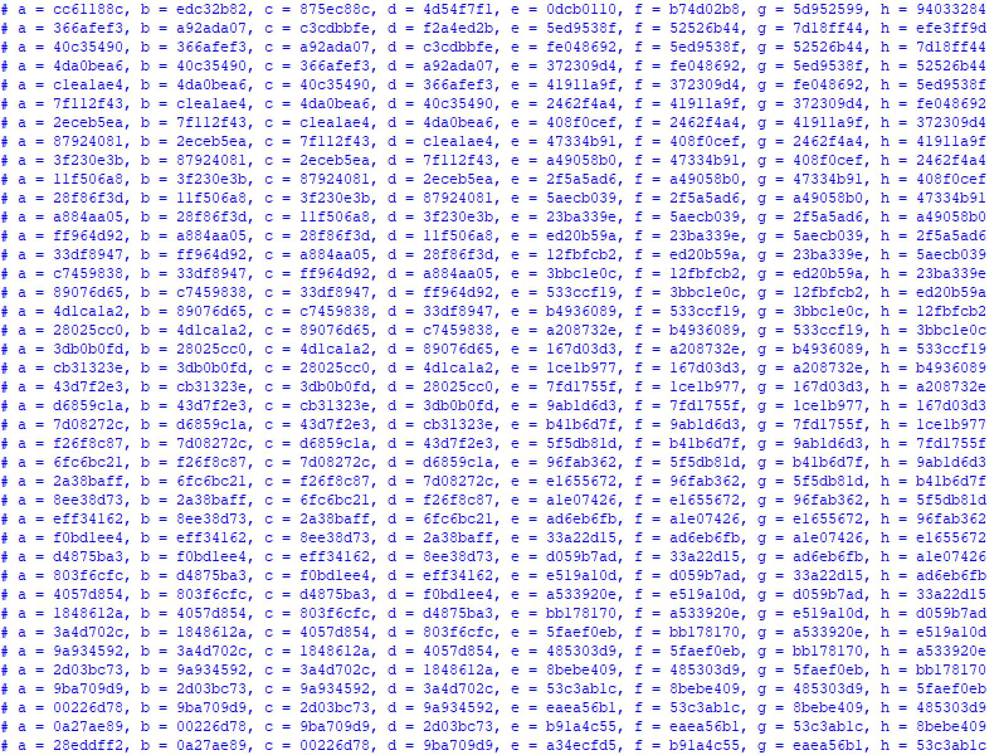 # a = cc61188c, b = edc32b82, c = 875ec88c, d = 4d54f7f1, e = 0dcb0110, f = b74d02b8, g = 5d952599, h = 94033284
# a = 366afef3, b = a92ada07, c = c3cdbbfe, d = f2a4ed2b, e = 5ed9538f, f = 52526b44, g = 7d18ff44, h = efe3ff9d
# a = 40c35490, b = 366afef3, c = a92ada07, d = c3cdbbfe, e = fe048692, f = 5ed9538f, g = 52526b44, h = 7d18ff44
# a = 4da0bea6, b = 40c35490, c = 366afef3, d = a92ada07, e = 372309d4, f = fe048692, g = 5ed9538f, h = 52526b44
# a = c1ea1ae4, b = 4da0bea6, c = 40c35490, d = 366afef3, e = 41911a9f, f = 372309d4, g = fe048692, h = 5ed9538f
# a = 7f112f43, b = c1ea1ae4, c = 4da0bea6, d = 40c35490, e = 2462f4a4, f = 41911a9f, g = 372309d4, h = fe048692
# a = 2eceb5ea, b = 7f112f43, c = c1ea1ae4, d = 4da0bea6, e = 408f0cef, f = 2462f4a4, g = 41911a9f, h = 372309d4
# a = 87924081, b = 2eceb5ea, c = 7f112f43, d = c1ea1ae4, e = 47334b91, f = 408f0cef, g = 2462f4a4, h = 41911a9f
# a = 3f230e3b, b = 87924081, c = 2eceb5ea, d = 7f112f43, e = a49058b0, f = 47334b91, g = 408f0cef, h = 2462f4a4
# a = 11f506a8, b = 3f230e3b, c = 87924081, d = 2eceb5ea, e = 2f5a5ad6, f = a49058b0, g = 47334b91, h = 408f0cef
# a = 28f86f3d, b = 11f506a8, c = 3f230e3b, d = 87924081, e = 5aecb039, f = 2f5a5ad6, g = a49058b0, h = 47334b91
# a = a884aa05, b = 28f86f3d, c = 11f506a8, d = 3f230e3b, e = 23ba339e, f = 5aecb039, g = 2f5a5ad6, h = a49058b0
# a = ff964d92, b = a884aa05, c = 28f86f3d, d = 11f506a8, e = ed20b59a, f = 23ba339e, g = 5aecb039, h = 2f5a5ad6
# a = 33df8947, b = ff964d92, c = a884aa05, d = 28f86f3d, e = 12fbfcb2, f = ed20b59a, g = 23ba339e, h = 5aecb039
# a = c7459838, b = 33df8947, c = ff964d92, d = a884aa05, e = 3bbc1e0c, f = 12fbfcb2, g = ed20b59a, h = 23ba339e
# a = 89076d65, b = c7459838, c = 33df8947, d = ff964d92, e = 533ccf19, f = 3bbc1e0c, g = 12fbfcb2, h = ed20b59a
# a = 4d1ca1a2, b = 89076d65, c = c7459838, d = 33df8947, e = b4936089, f = 533ccf19, g = 3bbc1e0c, h = 12fbfcb2
# a = 28025cc0, b = 4d1ca1a2, c = 89076d65, d = c7459838, e = a208732e, f = b4936089, g = 533ccf19, h = 3bbc1e0c
# a = 3db0b0fd, b = 28025cc0, c = 4d1ca1a2, d = 89076d65, e = 167d03d3, f = a208732e, g = b4936089, h = 533ccf19
# a = cb31323e, b = 3db0b0fd, c = 28025cc0, d = 4d1ca1a2, e = 1ce1b977, f = 167d03d3, g = a208732e, h = b4936089
# a = 43d7f2e3, b = cb31323e, c = 3db0b0fd, d = 28025cc0, e = 7fd1755f, f = 1ce1b977, g = 167d03d3, h = a208732e
# a = d6859c1a, b = 43d7f2e3, c = cb31323e, d = 3db0b0fd, e = 9ab1d6d3, f = 7fd1755f, g = 1ce1b977, h = 167d03d3
# a = 7d08272c, b = d6859c1a, c = 43d7f2e3, d = cb31323e, e = b41b6d7f, f = 9ab1d6d3, g = 7fd1755f, h = 1ce1b977
# a = f26f8c87, b = 7d08272c, c = d6859c1a, d = 43d7f2e3, e = 5f5db81d, f = b41b6d7f, g = 9ab1d6d3, h = 7fd1755f
# a = 6fc6bc21, b = f26f8c87, c = 7d08272c, d = d6859c1a, e = 96fab362, f = 5f5db81d, g = b41b6d7f, h = 9ab1d6d3
# a = 2a38baff, b = 6fc6bc21, c = f26f8c87, d = 7d08272c, e = e1655672, f = 96fab362, g = 5f5db81d, h = b41b6d7f
# a = 8ee38d73, b = 2a38baff, c = 6fc6bc21, d = f26f8c87, e = a1e07426, f = e1655672, g = 96fab362, h = 5f5db81d
# a = eff34162, b = 8ee38d73, c = 2a38baff, d = 6fc6bc21, e = ad6eb6fb, f = a1e07426, g = e1655672, h = 96fab362
# a = f0bd1ee4, b = eff34162, c = 8ee38d73, d = 2a38baff, e = 33a22d15, f = ad6eb6fb, g = a1e07426, h = e1655672
# a = d4875ba3, b = f0bd1ee4, c = eff34162, d = 8ee38d73, e = d059b7ad, f = 33a22d15, g = ad6eb6fb, h = a1e07426
# a = 803f6cfc, b = d4875ba3, c = f0bd1ee4, d = eff34162, e = e519a10d, f = d059b7ad, g = 33a22d15, h = ad6eb6fb
# a = 4057d854, b = 803f6cfc, c = d4875ba3, d = f0bd1ee4, e = a533920e, f = e519a10d, g = d059b7ad, h = 33a22d15
# a = 1848612a, b = 4057d854, c = 803f6cfc, d = d4875ba3, e = bb178170, f = a533920e, g = e519a10d, h = d059b7ad
# a = 3a4d702c, b = 1848612a, c = 4057d854, d = 803f6cfc, e = 5faef0eb, f = bb178170, g = a533920e, h = e519a10d
# a = 9a934592, b = 3a4d702c, c = 1848612a, d = 4057d854, e = 485303d9, f = 5faef0eb, g = bb178170, h = a533920e
# a = 2d03bc73, b = 9a934592, c = 3a4d702c, d = 1848612a, e = 8bebe409, f = 485303d9, g = 5faef0eb, h = bb178170
# a = 9ba709d9, b = 2d03bc73, c = 9a934592, d = 3a4d702c, e = 53c3ab1c, f = 8bebe409, g = 485303d9, h = 5faef0eb
# a = 00226d78, b = 9ba709d9, c = 2d03bc73, d = 9a934592, e = eaea56b1, f = 53c3ab1c, g = 8bebe409, h = 485303d9
# a = 0a27ae89, b = 00226d78, c = 9ba709d9, d = 2d03bc73, e = b91a4c55, f = eaea56b1, g = 53c3ab1c, h = 8bebe409
# a = 28eddff2, b = 0a27ae89, c = 00226d78, d = 9ba709d9, e = a34ecfd5, f = b91a4c55, g = eaea56b1, h = 53c3ab1c